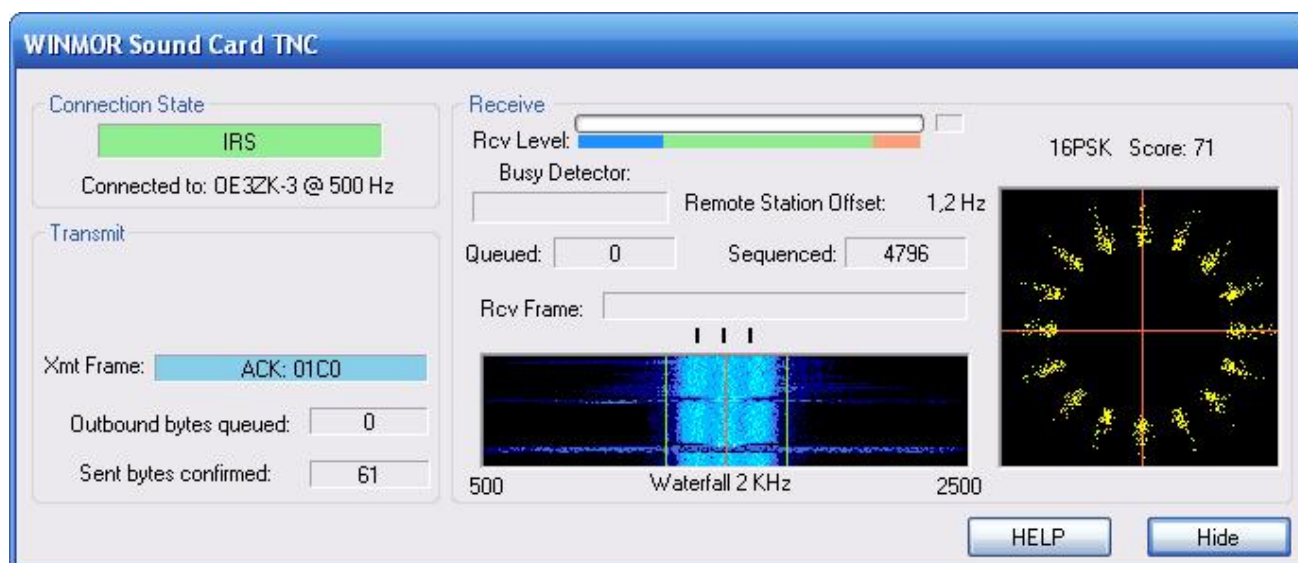 WINMOR Sound Card TNC
Connection State
IRS
Connected to: OE3ZK-3 @ 500 Hz
Transmit
Xmt Frame: ACK: 01C0
Outbound bytes queued: 0
Sent bytes confirmed: 61
Receive
Rcv Level:
Busy Detector:
Remote Station Offset: 1,2 Hz
Queued: 0 Sequenced: 4796
Rcv Frame:
500 Waterfall 2 KHz 2500
16PSK Score: 71
HELP Hide